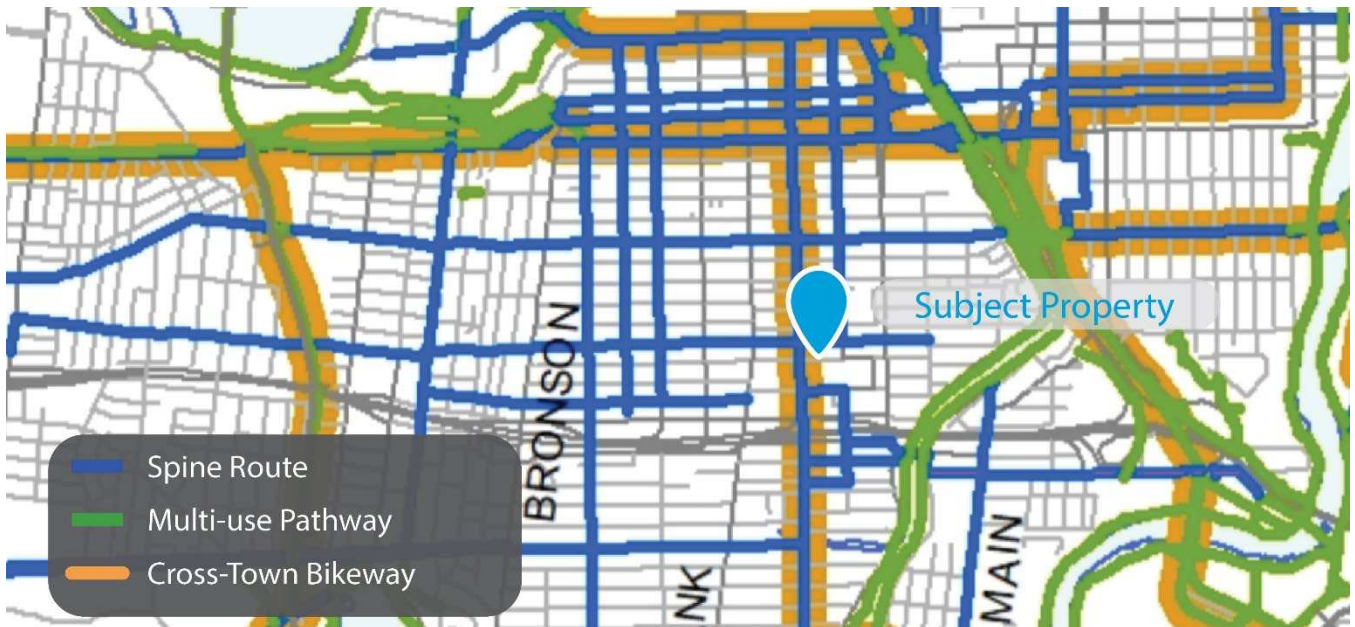 Subject Property
BRONSON
NK
MAIN
Spine Route
Multi-use Pathway
Cross-Town Bikeway